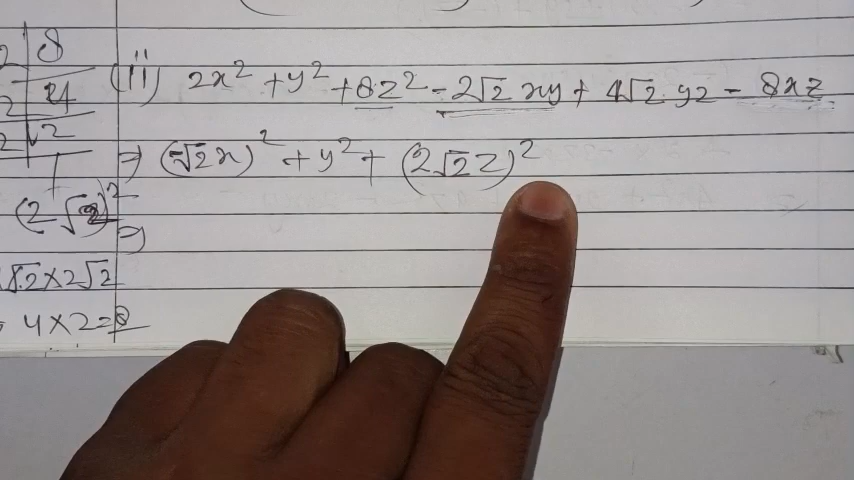 2 | 8
2 | 4
2 | 2
(2√2)²
√2 × 2√2
4 × 2 = 8
(ii) 2x² + y² + 8z² - 2√2 xy + 4√2 yz - 8xz
⇒ (-√2x)² + y² + (2√2z)²
⇒